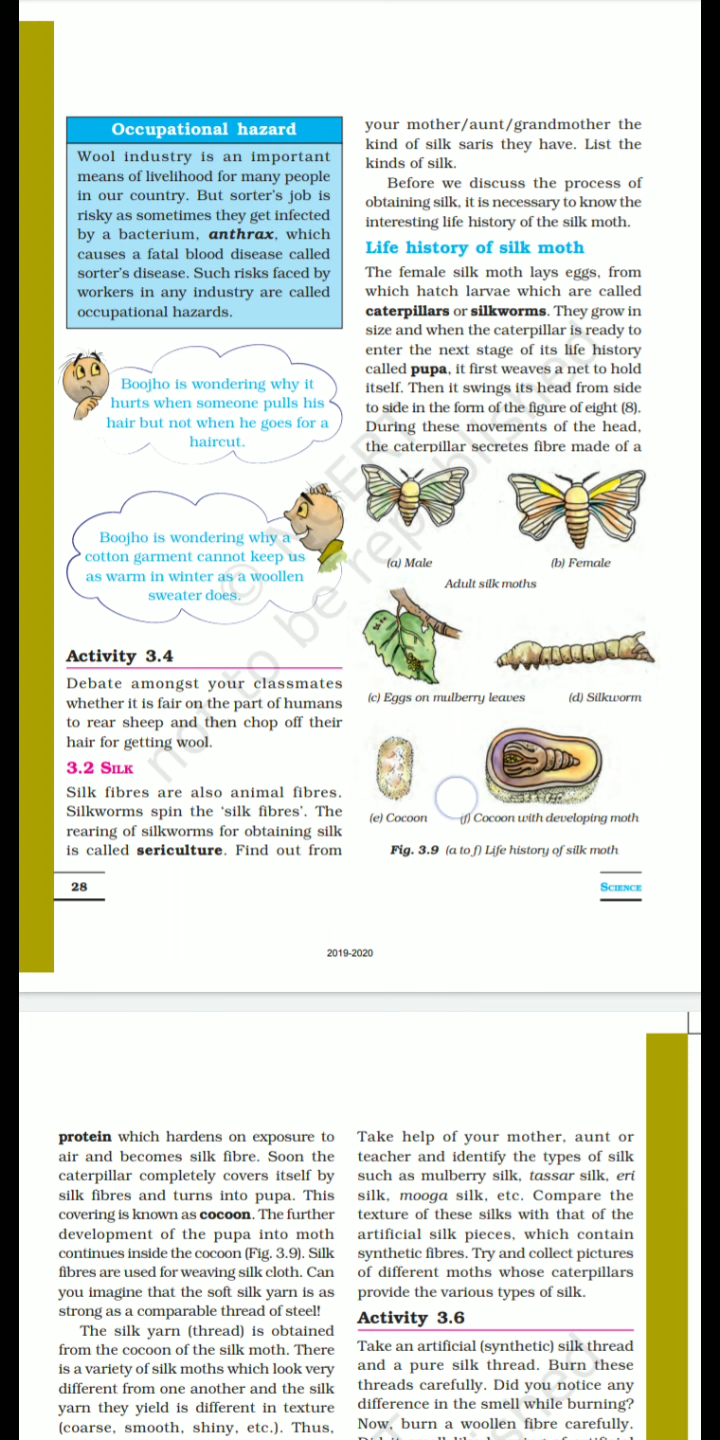 Occupational hazard
Wool industry is an important
means of livelihood for many people
in our country. But sorter's job is
risky as sometimes they get infected
by a bacterium, anthrax, which
causes a fatal blood disease called
sorter's disease. Such risks faced by
workers in any industry are called
occupational hazards.
Boojho is wondering why it
hurts when someone pulls his
hair but not when he goes for a
haircut.
Boojho is wondering why a
cotton garment cannot keep us
as warm in winter as a woollen
sweater does.
Activity 3.4
Debate amongst your classmates
whether it is fair on the part of humans
to rear sheep and then chop off their
hair for getting wool.
3.2 SILK
Silk fibres are also animal fibres.
Silkworms spin the 'silk fibres'. The
rearing of silkworms for obtaining silk
is called sericulture. Find out from
your mother/aunt/grandmother the
kind of silk saris they have. List the
kinds of silk.
Before we discuss the process of
obtaining silk, it is necessary to know the
interesting life history of the silk moth.
Life history of silk moth
The female silk moth lays eggs, from
which hatch larvae which are called
caterpillars or silkworms. They grow in
size and when the caterpillar is ready to
enter the next stage of its life history
called pupa, it first weaves a net to hold
itself. Then it swings its head from side
to side in the form of the figure of eight (8).
During these movements of the head,
the caterpillar secretes fibre made of a
(a) Male
(b) Female
Adult silk moths
(c) Eggs on mulberry leaves
(d) Silkworm
(e) Cocoon
(f) Cocoon with developing moth
Fig. 3.9 (a to f) Life history of silk moth
28
SCIENCE
© NCERT
not to be republished
2019-2020
protein which hardens on exposure to
air and becomes silk fibre. Soon the
caterpillar completely covers itself by
silk fibres and turns into pupa. This
covering is known as cocoon. The further
development of the pupa into moth
continues inside the cocoon (Fig. 3.9). Silk
fibres are used for weaving silk cloth. Can
you imagine that the soft silk yarn is as
strong as a comparable thread of steel!
The silk yarn (thread) is obtained
from the cocoon of the silk moth. There
is a variety of silk moths which look very
different from one another and the silk
yarn they yield is different in texture
(coarse, smooth, shiny, etc.). Thus,
Take help of your mother, aunt or
teacher and identify the types of silk
such as mulberry silk, tassar silk, eri
silk, mooga silk, etc. Compare the
texture of these silks with that of the
artificial silk pieces, which contain
synthetic fibres. Try and collect pictures
of different moths whose caterpillars
provide the various types of silk.
Activity 3.6
Take an artificial (synthetic) silk thread
and a pure silk thread. Burn these
threads carefully. Did you notice any
difference in the smell while burning?
Now, burn a woollen fibre carefully.